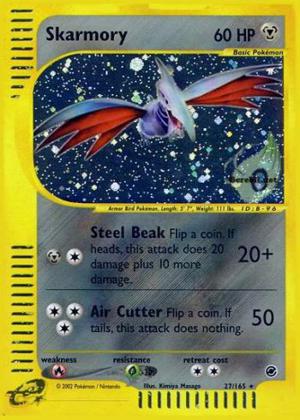 Skarmory 60 HP
Basic Pokémon
Armor Bird Pokémon, Length: 5' 7", Weight: 111 lbs. ID: B-96
Steel Beak Flip a coin. If
heads, this attack does 20
damage plus 10 more
damage.
20+
Air Cutter Flip a coin. If
tails, this attack does nothing.
50
weakness resistance retreat cost
© 2002 Pokémon / Nintendo. Illus. Kimiya Masago 27/165 ★